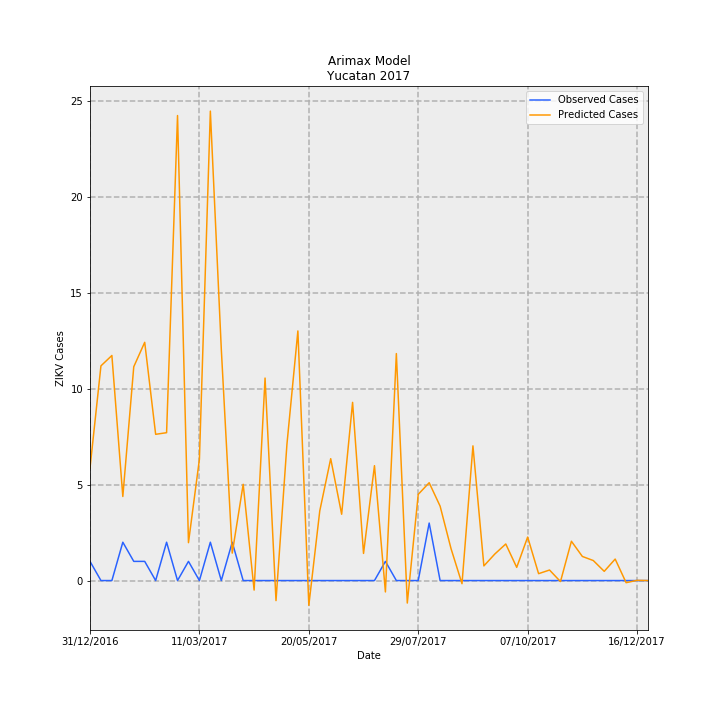 Arimax Model
Yucatan 2017
Observed Cases
Predicted Cases
25
20
15
10
5
0
ZIKV Cases
31/12/2016 11/03/2017 20/05/2017 29/07/2017 07/10/2017 16/12/2017
Date